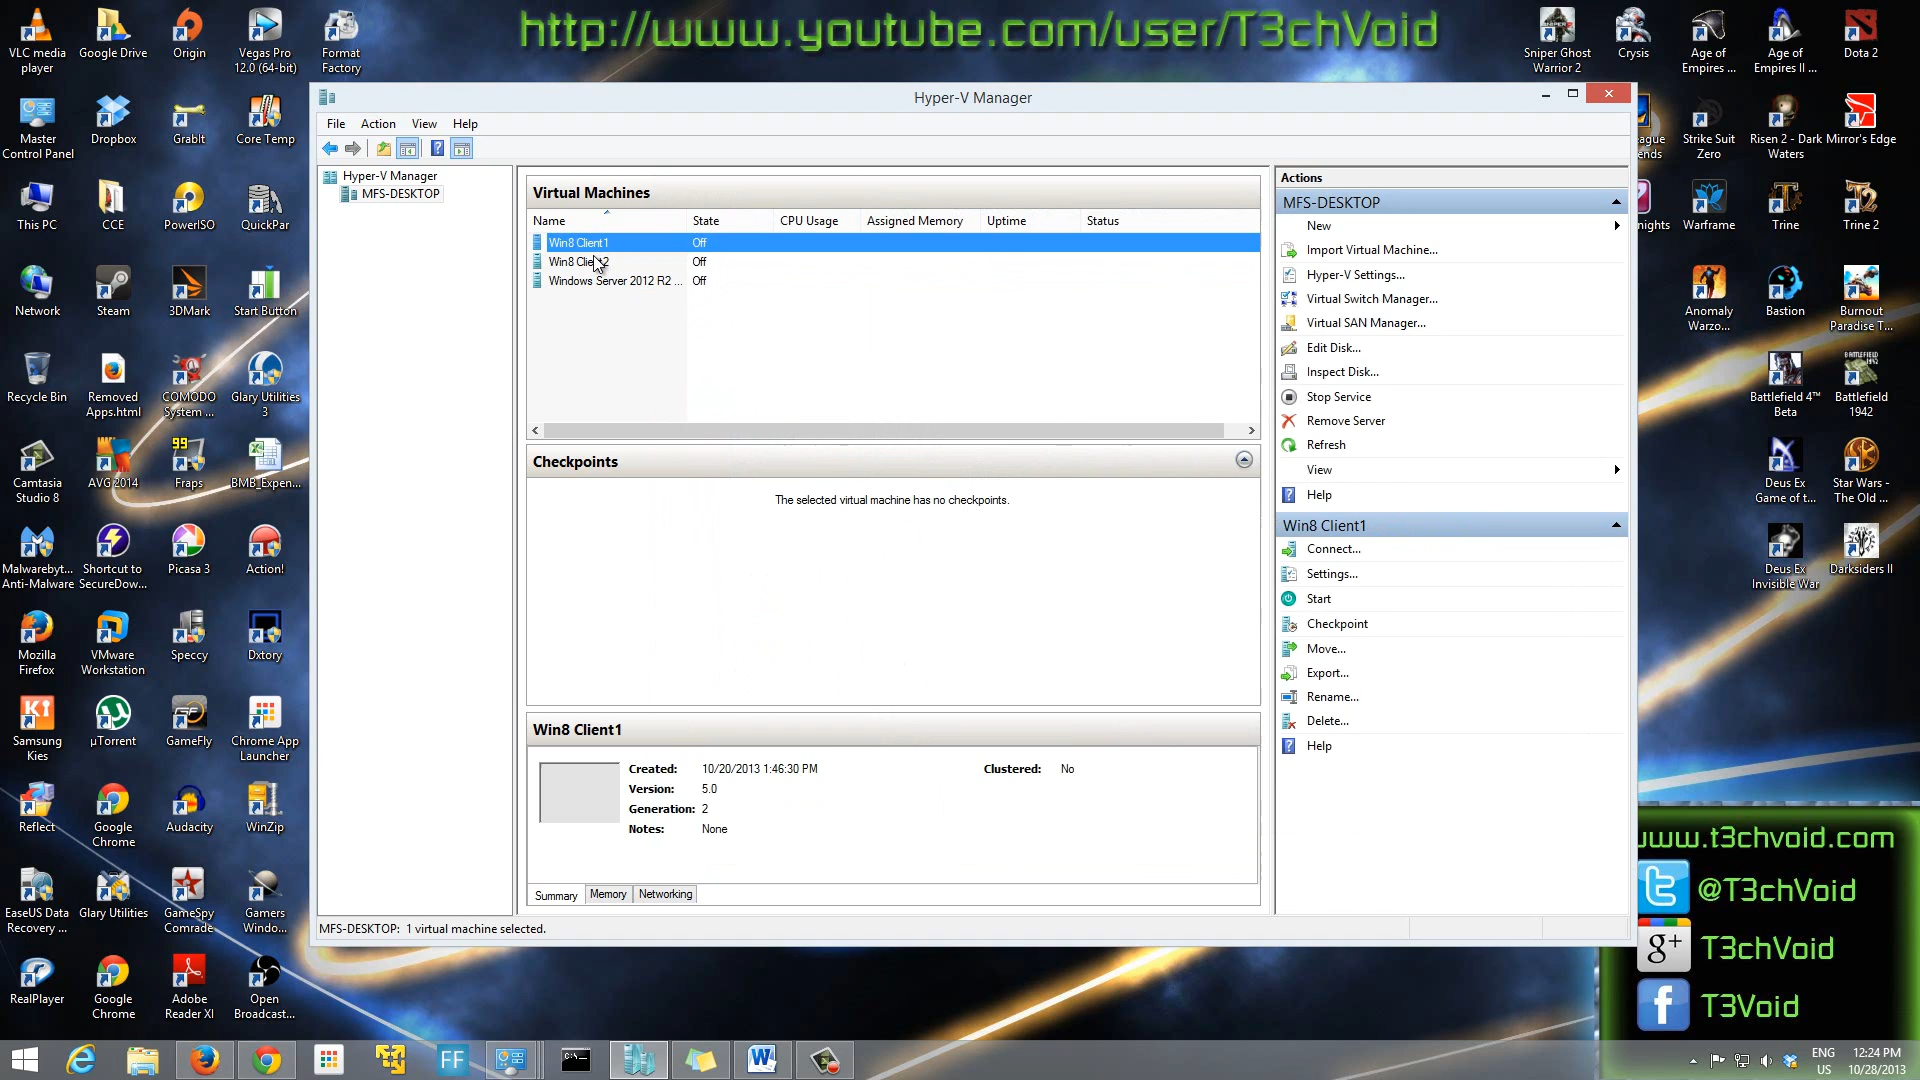 http://www.youtube.com/user/T3chVoid
VLC media
player
Google Drive
Origin
Vegas Pro
12.0 (64-bit)
Format
Factory
Sniper Ghost
Warrior 2
Crysis
Age of
Empires ...
Age of
Empires II ...
Dota 2
Master
Control Panel
Dropbox
GrabIt
Core Temp
Strike Suit
Zero
Risen 2 - Dark
Waters
Mirror's Edge
This PC
CCE
PowerISO
QuickPar
Warframe
Trine
Trine 2
Network
Steam
3DMark
Start Button
Anomaly
Warzo...
Bastion
Burnout
Paradise T...
Recycle Bin
Removed
Apps.html
COMODO
System ...
Glary Utilities
3
Battlefield 4™
Beta
Battlefield
1942
Camtasia
Studio 8
AVG 2014
99
Fraps
BMB_Expen...
Deus Ex
Game of t...
Star Wars -
The Old ...
Malwarebyt...
Anti-Malware
Shortcut to
SecureDow...
Picasa 3
Action!
Deus Ex
Invisible War
Darksiders II
Mozilla
Firefox
VMware
Workstation
Speccy
Dxtory
Samsung
Kies
µTorrent
GameFly
Chrome App
Launcher
Reflect
Google
Chrome
Audacity
WinZip
EaseUS Data
Recovery ...
Glary Utilities
GameSpy
Comrade
Gamers
Windo...
RealPlayer
Google
Chrome
Adobe
Reader XI
Open
Broadcast...
Hyper-V Manager
File Action View Help
Hyper-V Manager
MFS-DESKTOP
Virtual Machines
Name State CPU Usage Assigned Memory Uptime Status
Win8 Client1 Off
Win8 Client2 Off
Windows Server 2012 R2 ... Off
Checkpoints
The selected virtual machine has no checkpoints.
Win8 Client1
Created: 10/20/2013 1:46:30 PM Clustered: No
Version: 5.0
Generation: 2
Notes: None
Summary Memory Networking
MFS-DESKTOP: 1 virtual machine selected.
Actions
MFS-DESKTOP
New
Import Virtual Machine...
Hyper-V Settings...
Virtual Switch Manager...
Virtual SAN Manager...
Edit Disk...
Inspect Disk...
Stop Service
Remove Server
Refresh
View
Help
Win8 Client1
Connect...
Settings...
Start
Checkpoint
Move...
Export...
Rename...
Delete...
Help
www.t3chvoid.com
@T3chVoid
T3chVoid
T3Void
FF
ENG
US
12:24 PM
10/28/2013